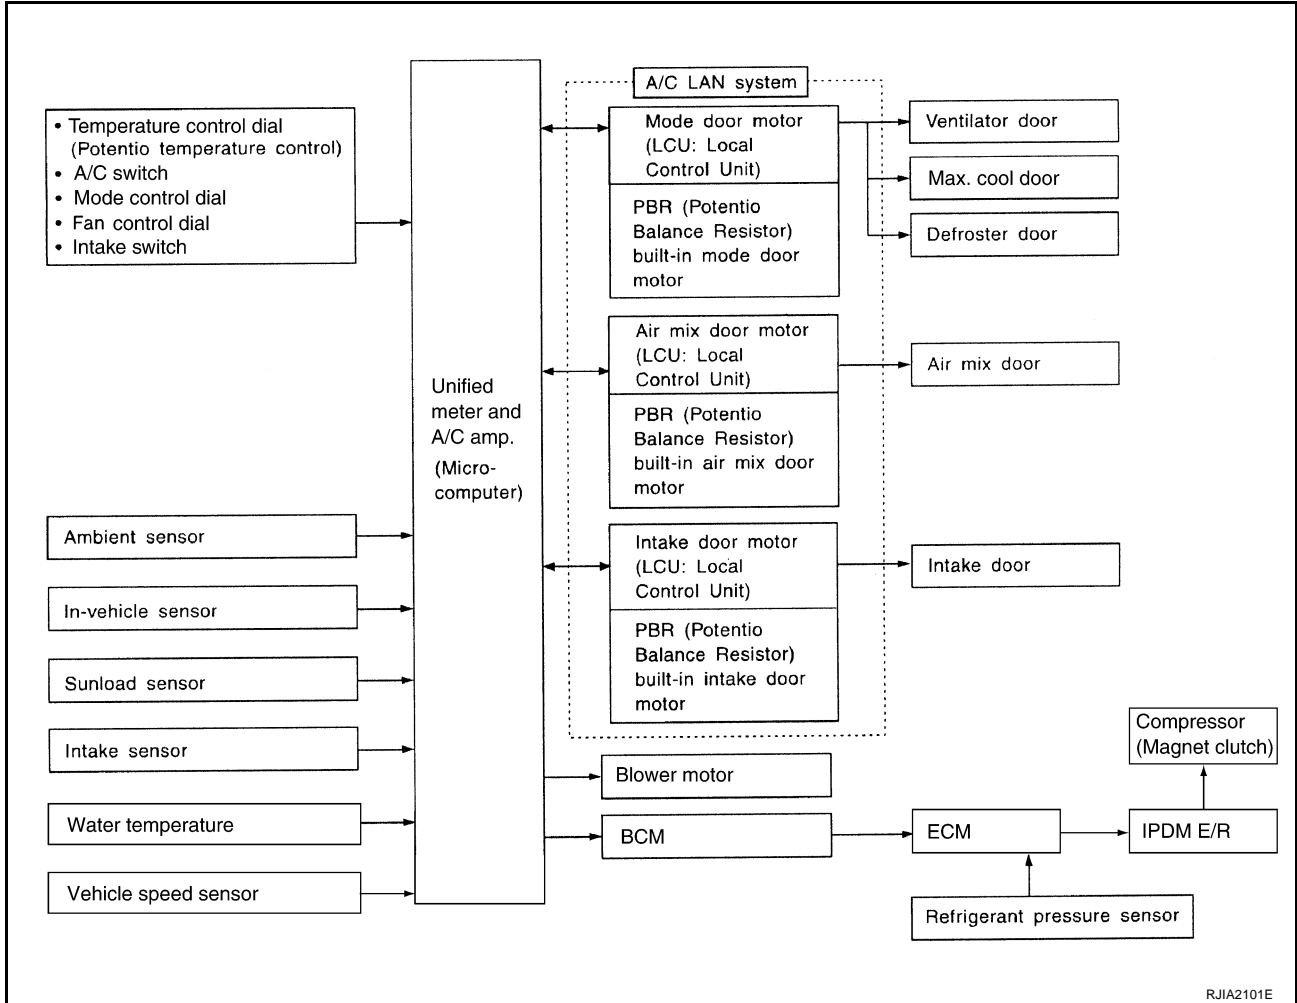 • Temperature control dial
(Potentio temperature control)
• A/C switch
• Mode control dial
• Fan control dial
• Intake switch
Ambient sensor
In-vehicle sensor
Sunload sensor
Intake sensor
Water temperature
Vehicle speed sensor
Unified
meter and
A/C amp.
(Micro-
computer)
A/C LAN system
Mode door motor
(LCU: Local
Control Unit)
PBR (Potentio
Balance Resistor)
built-in mode door
motor
Air mix door motor
(LCU: Local
Control Unit)
PBR (Potentio
Balance Resistor)
built-in air mix door
motor
Intake door motor
(LCU: Local
Control Unit)
PBR (Potentio
Balance Resistor)
built-in intake door
motor
Blower motor
BCM
Ventilator door
Max. cool door
Defroster door
Air mix door
Intake door
Compressor
(Magnet clutch)
ECM
IPDM E/R
Refrigerant pressure sensor
RJIA2101E